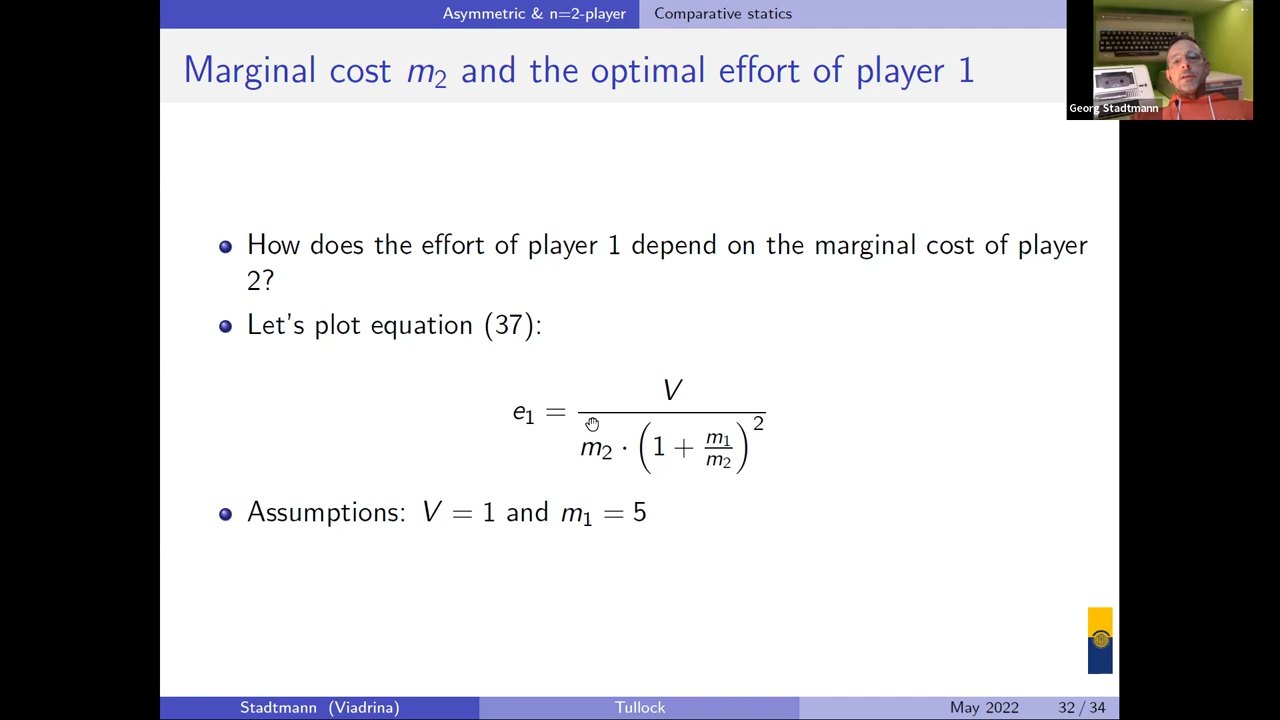 Asymmetric & n=2-player Comparative statics
Georg Stadtmann
Marginal cost m₂ and the optimal effort of player 1
How does the effort of player 1 depend on the marginal cost of player
2?
Let's plot equation (37):
e₁ = V / (m₂ · (1 + m₁/m₂)²)
Assumptions: V = 1 and m₁ = 5
Stadtmann (Viadrina) Tullock May 2022 32 / 34